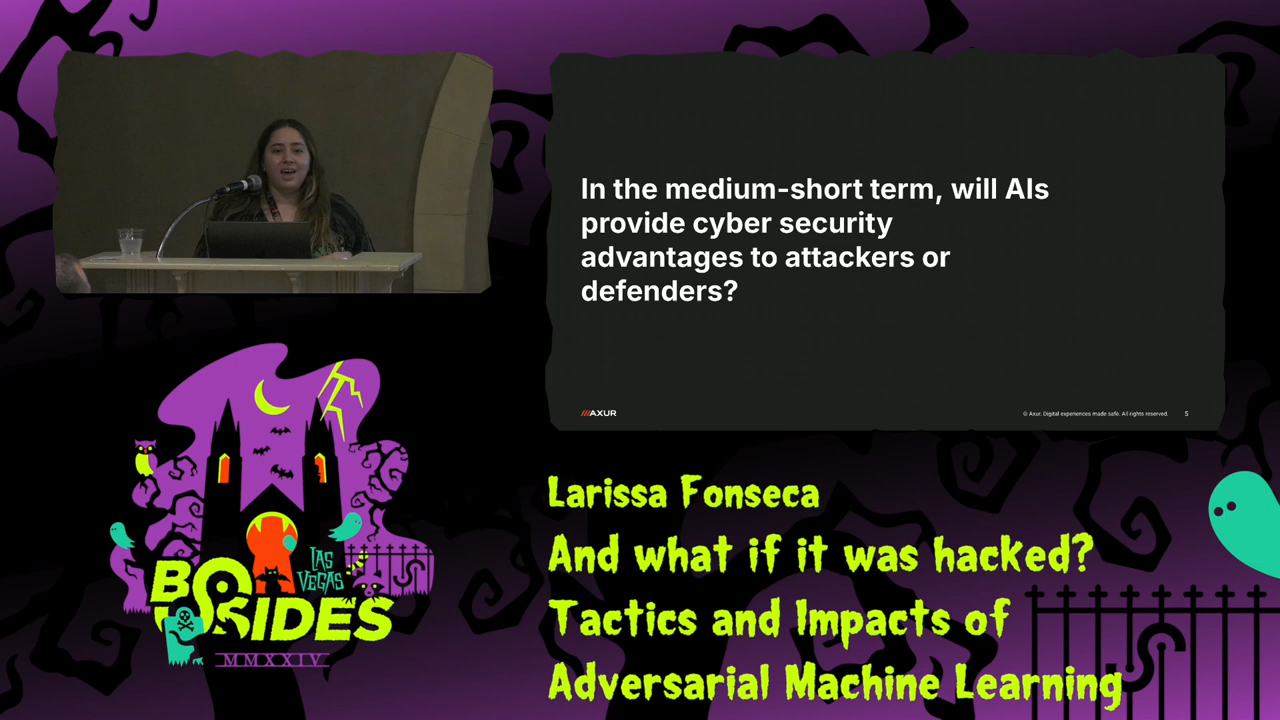 In the medium-short term, will AIs
provide cyber security
advantages to attackers or
defenders?
///AXUR
© Axur. Digital experiences made safe. All rights reserved.
5
LAS
VEGAS
BSIDES
MMXXIV
Larissa Fonseca
And what if it was hacked?
Tactics and Impacts of
Adversarial Machine Learning